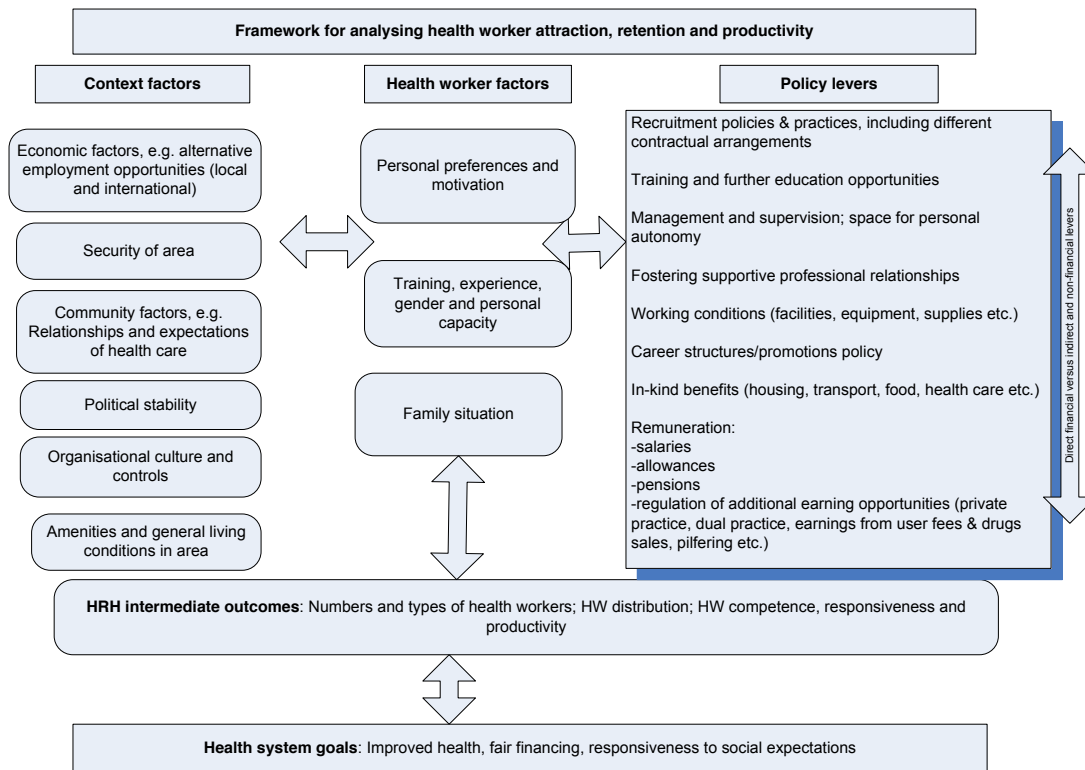 Framework for analysing health worker attraction, retention and productivity
Context factors
Health worker factors
Policy levers
Economic factors, e.g. alternative
employment opportunities (local
and international)
Security of area
Community factors, e.g.
Relationships and expectations
of health care
Political stability
Organisational culture and
controls
Amenities and general living
conditions in area
Personal preferences and
motivation
Training, experience,
gender and personal
capacity
Family situation
Recruitment policies & practices, including different
contractual arrangements
Training and further education opportunities
Management and supervision; space for personal
autonomy
Fostering supportive professional relationships
Working conditions (facilities, equipment, supplies etc.)
Career structures/promotions policy
In-kind benefits (housing, transport, food, health care etc.)
Remuneration:
-salaries
-allowances
-pensions
-regulation of additional earning opportunities (private
practice, dual practice, earnings from user fees & drugs
sales, pilfering etc.)
Direct financial versus indirect and non-financial levers
HRH intermediate outcomes: Numbers and types of health workers; HW distribution; HW competence, responsiveness and
productivity
Health system goals: Improved health, fair financing, responsiveness to social expectations